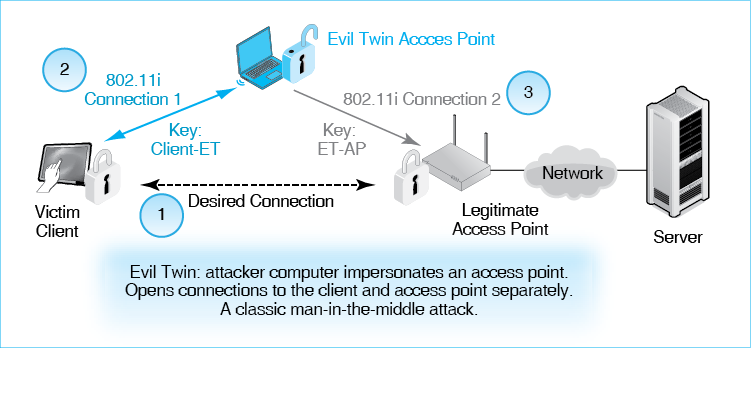 Evil Twin Acces Point
2
802.11i
Connection 1
802.11i Connection 2
3
Key:
Client-ET
Key:
ET-AP
Network
Desired Connection
1
Victim
Client
Legitimate
Access Point
Server
Evil Twin: attacker computer impersonates an access point.
Opens connections to the client and access point separately.
A classic man-in-the-middle attack.